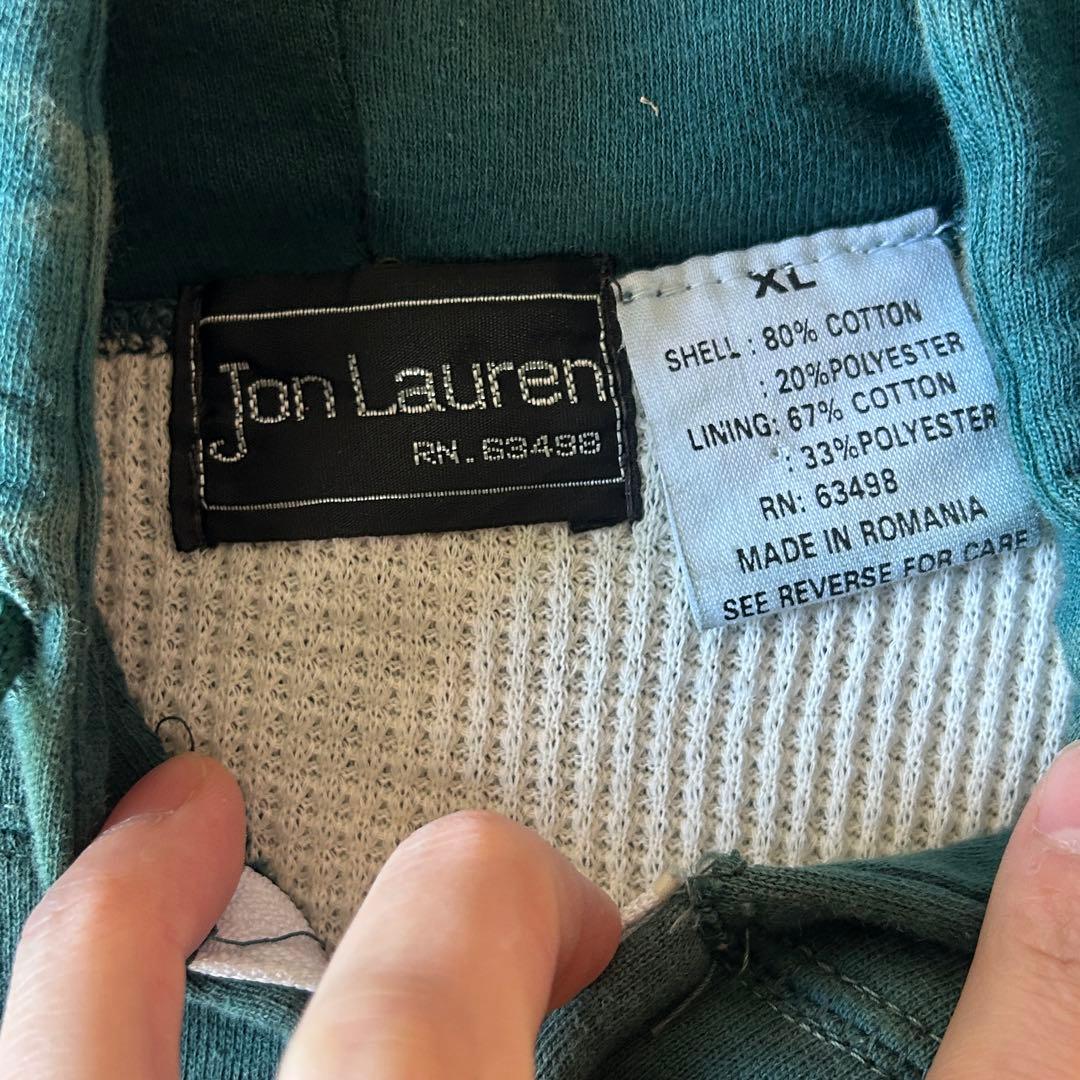 Jon Lauren
RN.63498
XL
SHELL : 80% COTTON
: 20%POLYESTER
LINING: 67% COTTON
: 33%POLYESTER
RN: 63498
MADE IN ROMANIA
SEE REVERSE FOR CARE